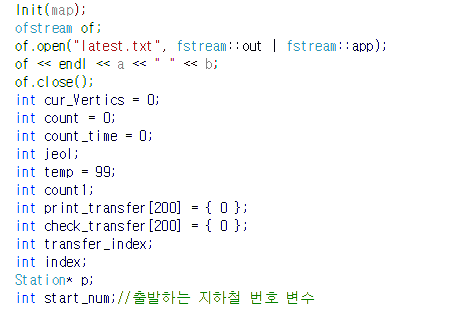 Init(map);
ofstream of;
of.open("latest.txt", fstream::out | fstream::app);
of << endl << a << " " << b;
of.close();
int cur_Vertics = 0;
int count = 0;
int count_time = 0;
int jeol;
int temp = 99;
int count1;
int print_transfer[200] = { 0 };
int check_transfer[200] = { 0 };
int transfer_index;
int index;
Station* p;
int start_num;//출발하는 지하철 번호 변수